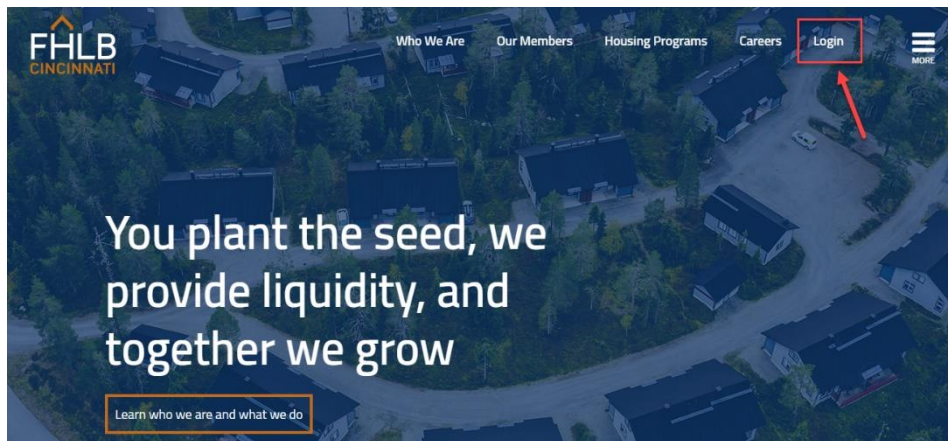 FHLB
CINCINNATI
Who We Are Our Members Housing Programs Careers Login
MORE
You plant the seed, we
provide liquidity, and
together we grow
Learn who we are and what we do